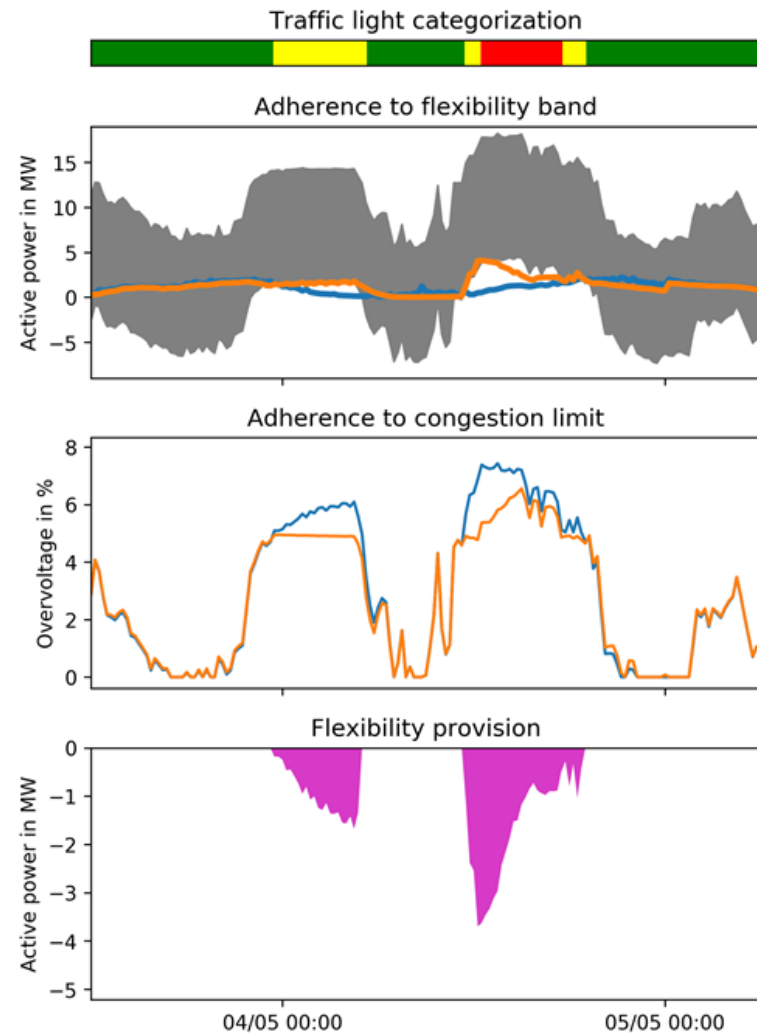 Traffic light categorization
Adherence to flexibility band
Active power in MW
15
10
5
0
−5
Adherence to congestion limit
Overvoltage in %
8
6
4
2
0
Flexibility provision
Active power in MW
0
−1
−2
−3
−4
−5
04/05 00:00
05/05 00:00